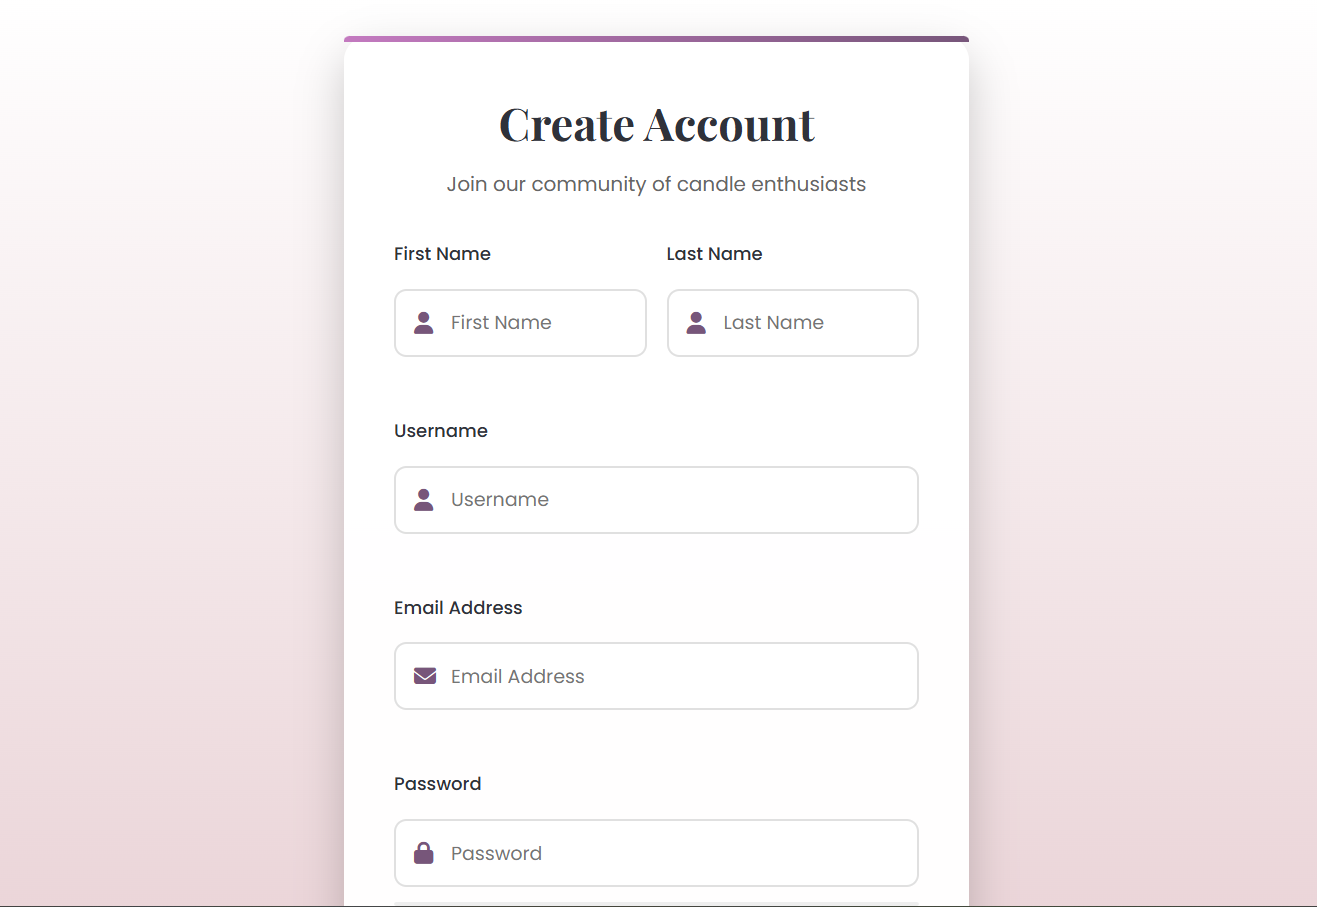 Create Account
Join our community of candle enthusiasts
First Name Last Name
First Name Last Name
Username
Username
Email Address
Email Address
Password
Password